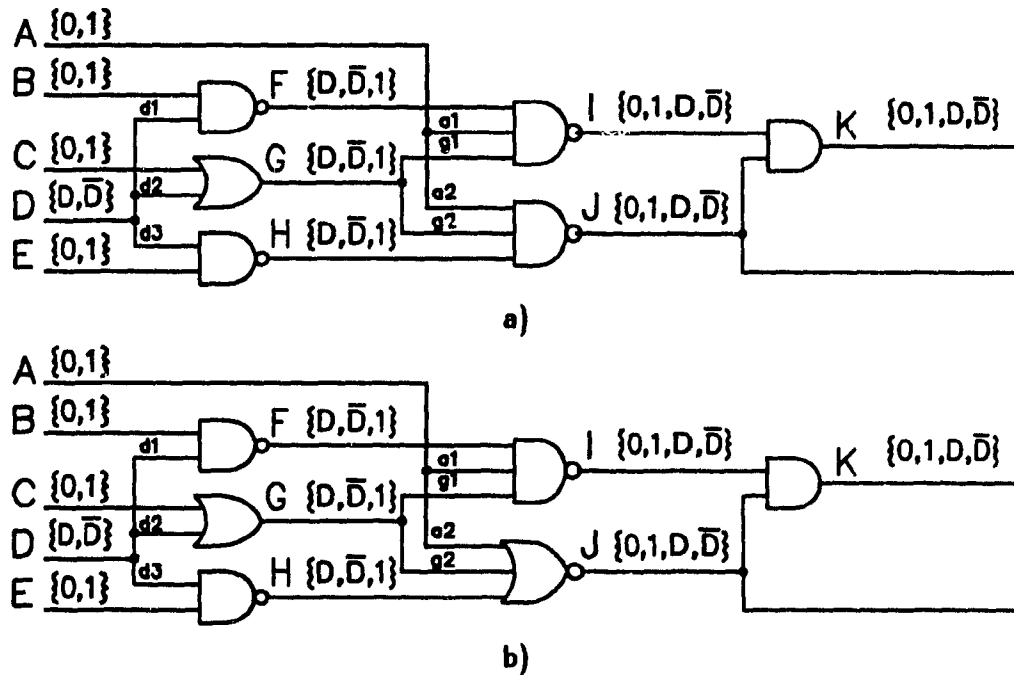 A {0,1}
B {0,1}
d1
F {D,D̅,1}
a1
g1
I {0,1,D,D̅}
K {0,1,D,D̅}
C {0,1}
G {D,D̅,1}
D {D,D̅}
d2
a2
J {0,1,D,D̅}
g2
d3
H {D,D̅,1}
E {0,1}
a)
A {0,1}
B {0,1}
d1
F {D,D̅,1}
a1
g1
I {0,1,D,D̅}
K {0,1,D,D̅}
C {0,1}
G {D,D̅,1}
D {D,D̅}
d2
a2
J {0,1,D,D̅}
g2
d3
H {D,D̅,1}
E {0,1}
b)